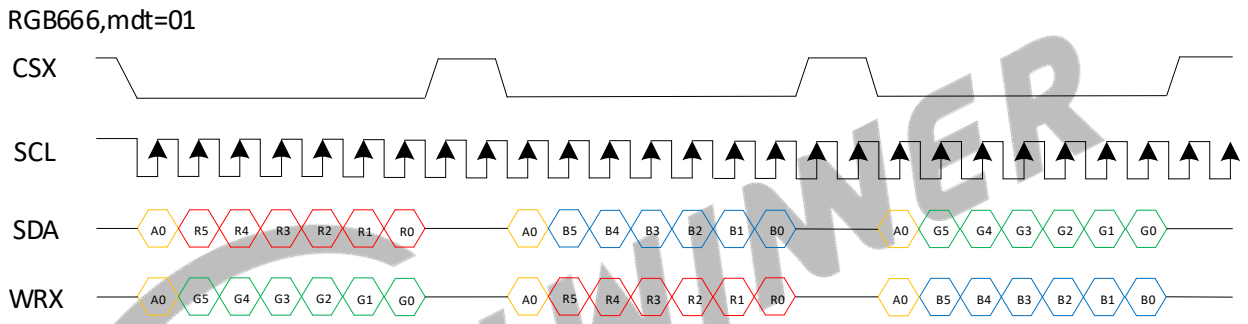 RGB666,mdt=01
CSX
SCL
SDA A0 R5 R4 R3 R2 R1 R0 A0 B5 B4 B3 B2 B1 B0 A0 G5 G4 G3 G2 G1 G0
WRX A0 G5 G4 G3 G2 G1 G0 A0 R5 R4 R3 R2 R1 R0 A0 B5 B4 B3 B2 B1 B0